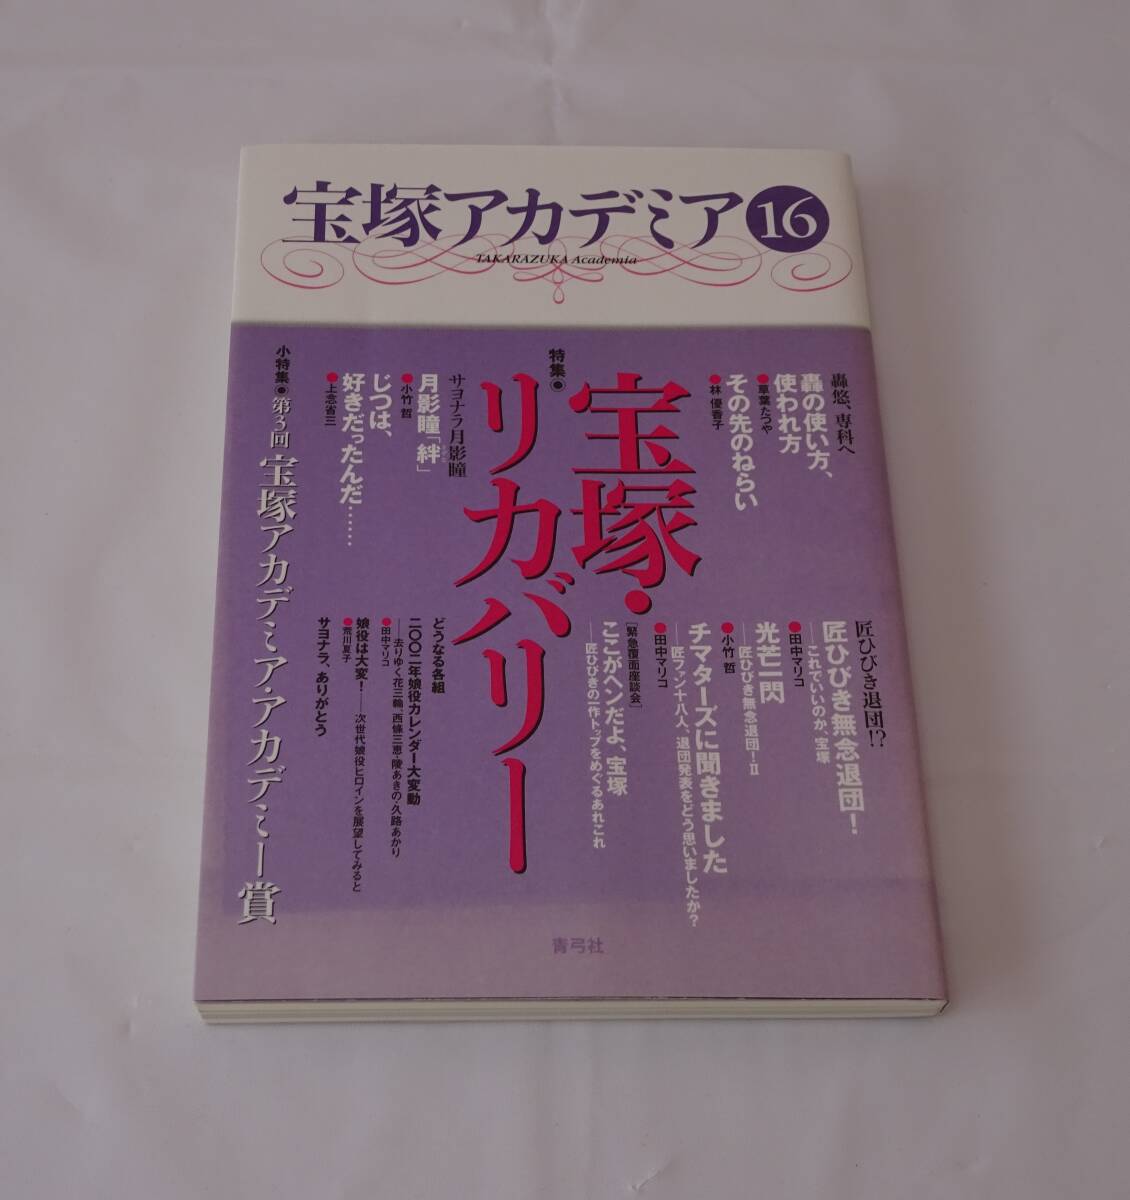 宝塚アカデミア16
TAKARAZUKA Academia
轟悠、専科へ
轟の使い方、
使われ方
●草葉たつや
その先のねらい
●林 優香子
匠ひびき退団!?
匠ひびき無念退団！
――これでいいのか、宝塚
●田中マリコ
光芒一閃
――匠ひびき無念退団！II
●小竹 哲
チマターズに聞きました
――匠ファン十八人、退団発表をどう思いましたか？
●田中マリコ
［緊急覆面座談会］
ここがヘンだよ、宝塚
――匠ひびきの一作トップをめぐるあれこれ
特集●
宝塚・
リカバリー
サヨナラ月影瞳
月影瞳「絆」
●小竹 哲
じつは、
好きだったんだ……
●上念省三
どうなる各組
二〇〇二年娘役カレンダー大変動
――去りゆく花三輪、西條三恵・陵あきの・久路あかり
●田中マリコ
娘役は大変！――次世代娘役ヒロインを展望してみると
●荒川夏子
サヨナラ、ありがとう
小特集●第3回 宝塚アカデミア・アカデミー賞
青弓社